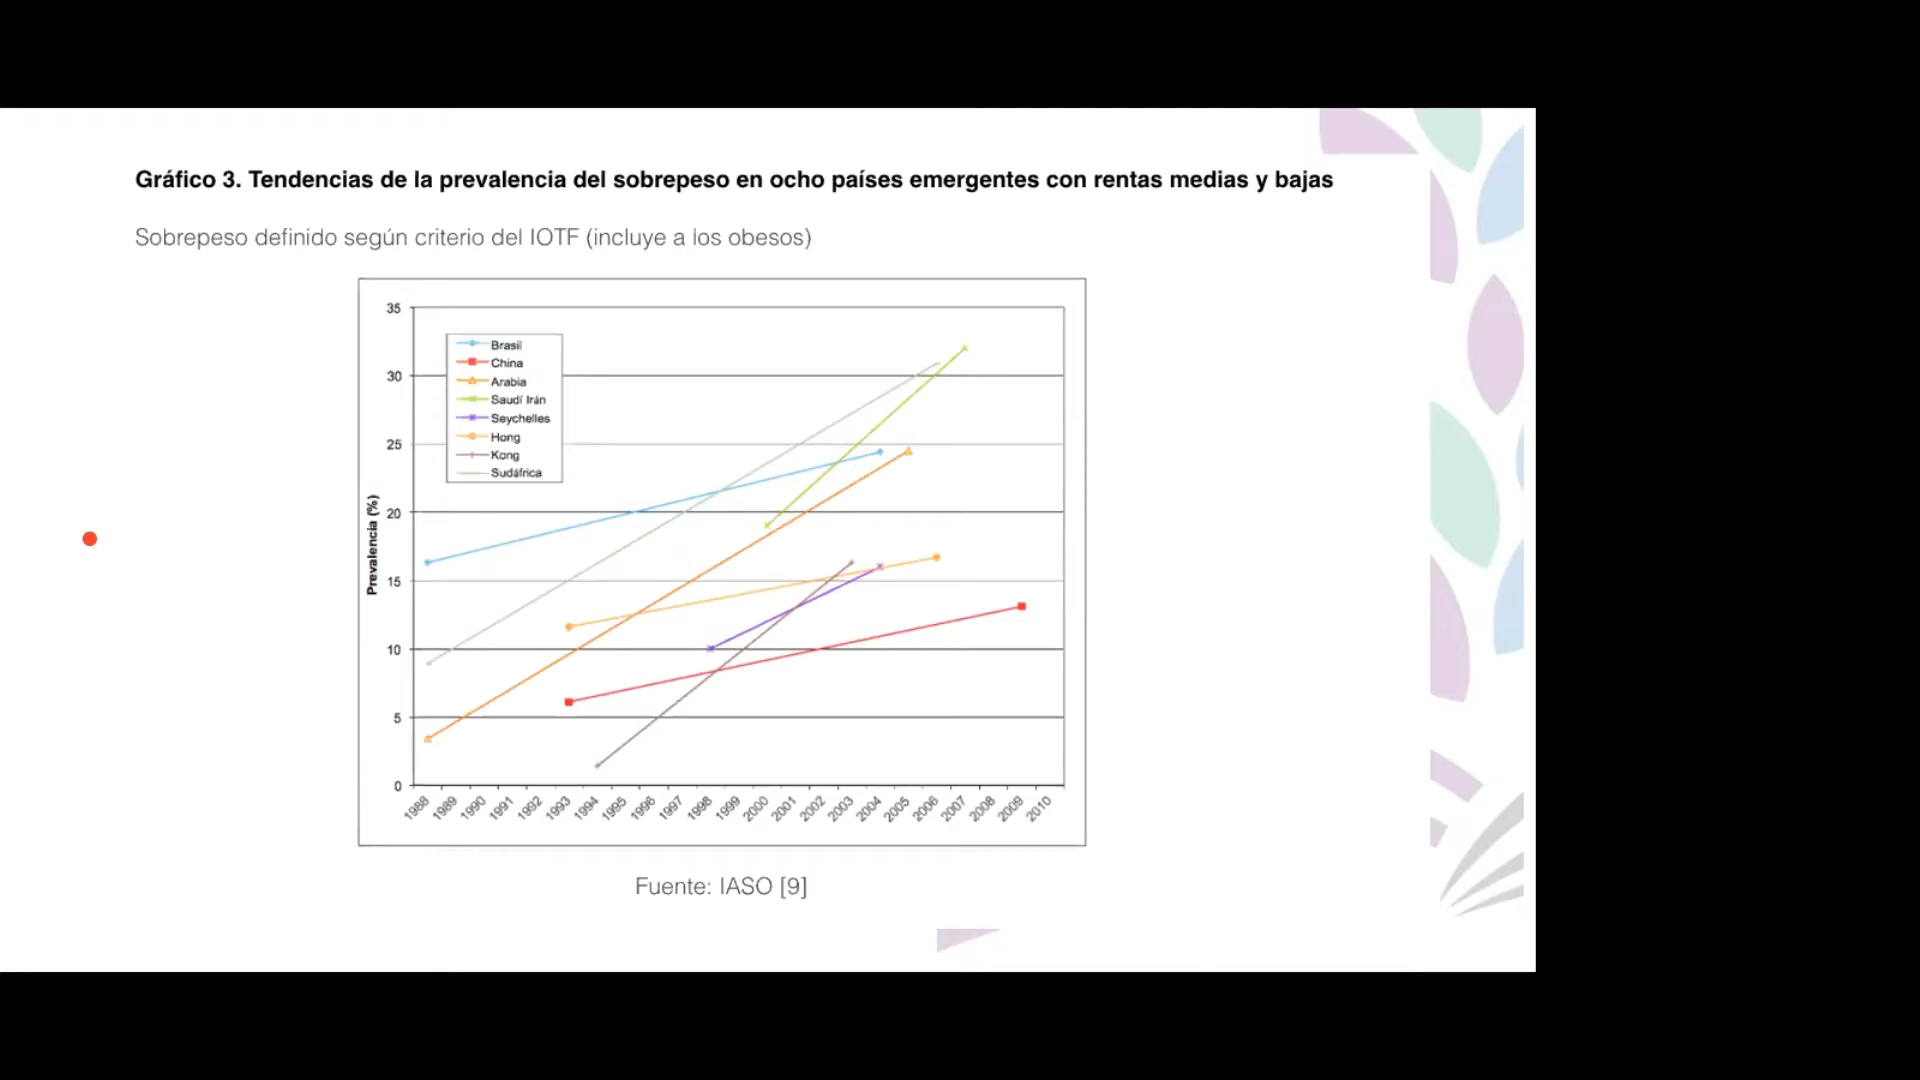 Gráfico 3. Tendencias de la prevalencia del sobrepeso en ocho países emergentes con rentas medias y bajas
Sobrepeso definido según criterio del IOTF (incluye a los obesos)
35
30
25
20
15
10
5
0
Prevalencia (%)
Brasil
China
Arabia
Saudí Irán
Seychelles
Hong
Kong
Sudáfrica
1988 1989 1990 1991 1992 1993 1994 1995 1996 1997 1998 1999 2000 2001 2002 2003 2004 2005 2006 2007 2008 2009 2010
Fuente: IASO [9]